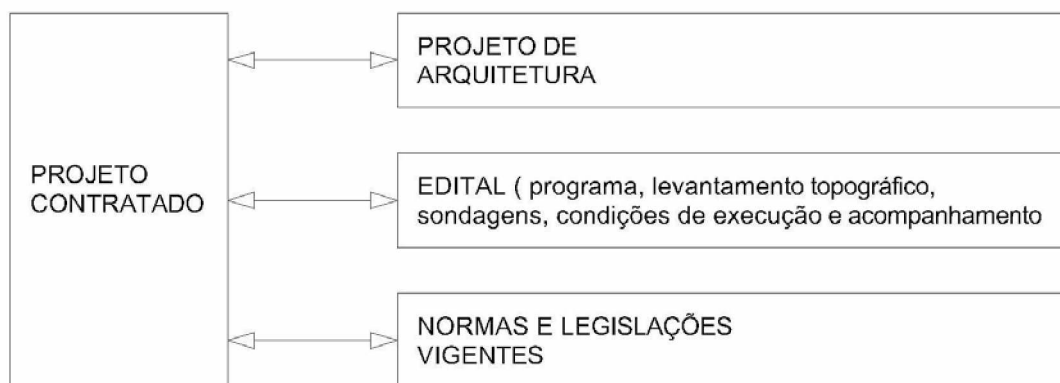 PROJETO
CONTRATADO
PROJETO DE
ARQUITETURA
EDITAL ( programa, levantamento topográfico,
sondagens, condições de execução e acompanhamento
NORMAS E LEGISLAÇÕES
VIGENTES